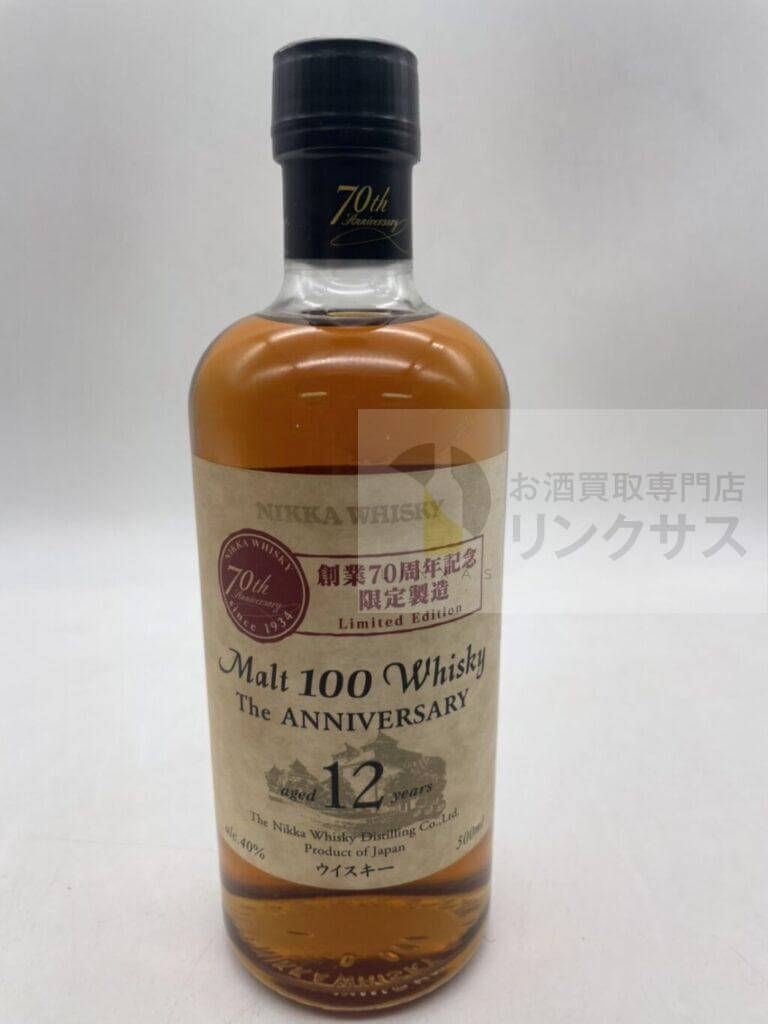 70th
Anniversary
NIKKA WHISKY
お酒買取専門店
リンクサス
NIKKA WHISKY
70th
Anniversary
since 1934
創業70周年記念
限定製造
Limited Edition
Malt 100 Whisky
The ANNIVERSARY
aged 12 years
The Nikka Whisky Distilling Co.,Ltd.
alc.40%
Product of Japan
500ml
ウイスキー
NIKKA WHISKY